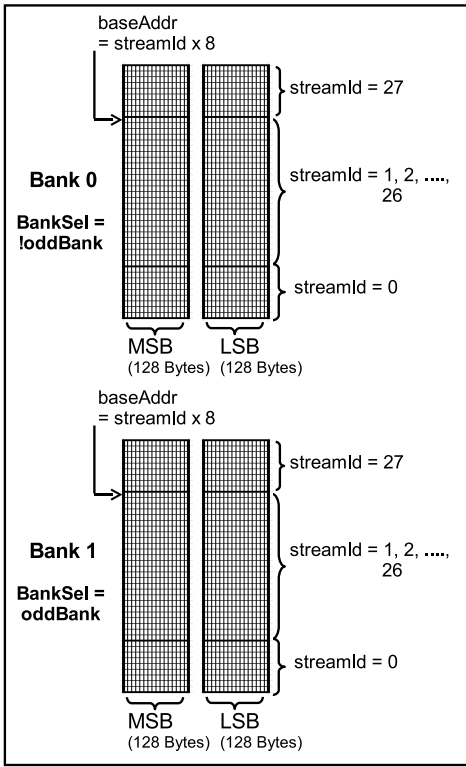 baseAddr
= streamId x 8
streamId = 27
Bank 0
streamId = 1, 2, ....,
26
BankSel =
!oddBank
streamId = 0
MSB
LSB
(128 Bytes)
(128 Bytes)
baseAddr
= streamId x 8
streamId = 27
Bank 1
streamId = 1, 2, ....,
26
BankSel =
oddBank
streamId = 0
MSB
LSB
(128 Bytes)
(128 Bytes)